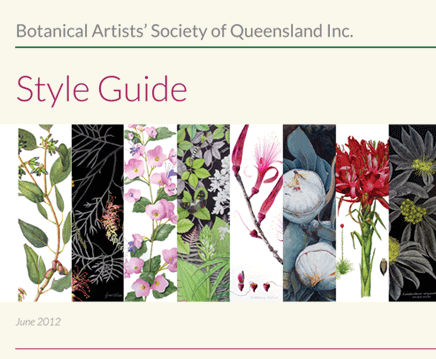 Botanical Artists’ Society of Queensland Inc.
Style Guide
June 2012